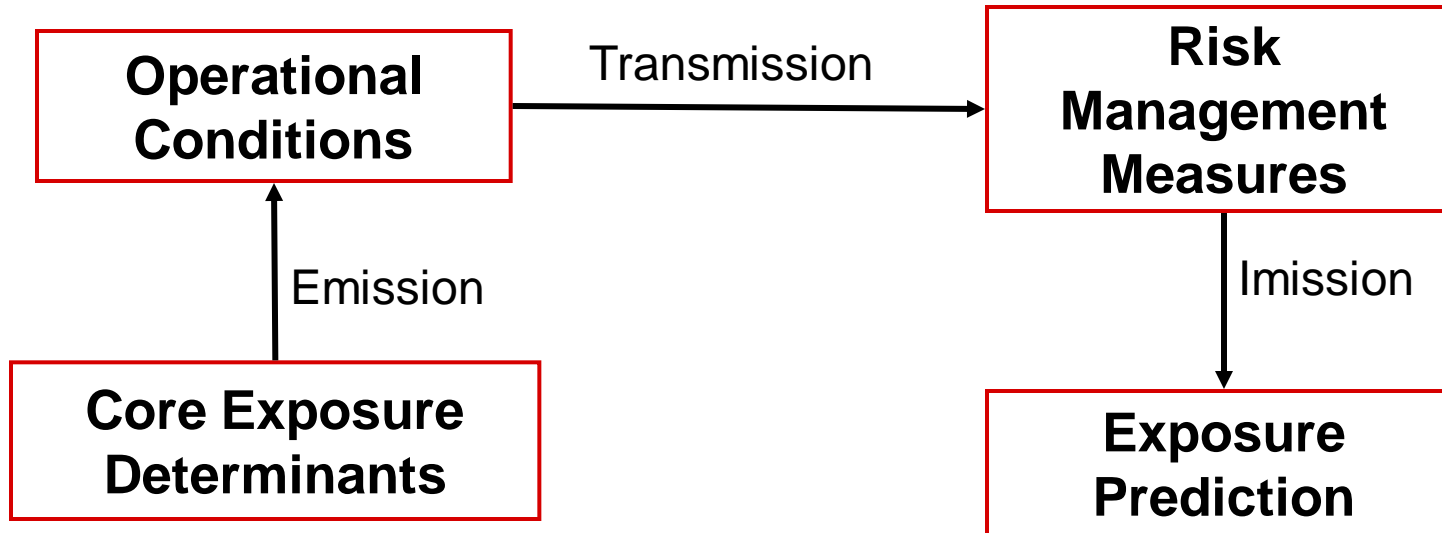 Operational
Conditions
Transmission
Risk
Management
Measures
Emission
Imission
Core Exposure
Determinants
Exposure
Prediction